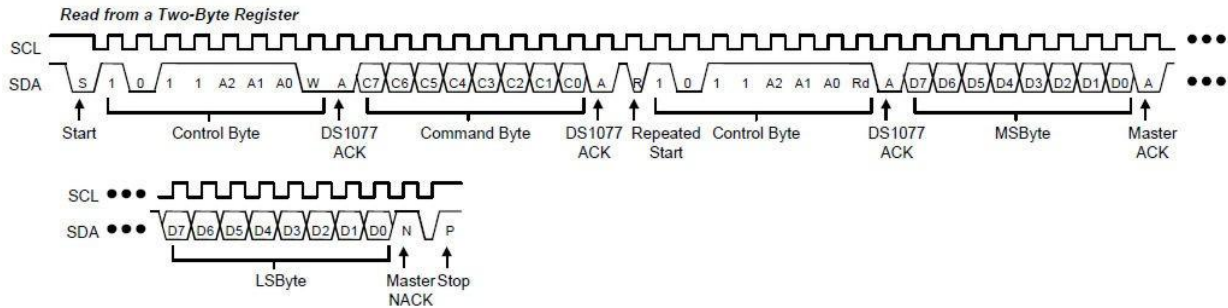 Read from a Two-Byte Register
SCL
SDA S 1 0 1 1 A2 A1 A0 W A C7 C6 C5 C4 C3 C2 C1 C0 A R 1 0 1 1 A2 A1 A0 Rd A D7 D6 D5 D4 D3 D2 D1 D0 A
Start Control Byte DS1077 ACK Command Byte DS1077 ACK Repeated Start Control Byte DS1077 ACK MSByte Master ACK
SCL
SDA D7 D6 D5 D4 D3 D2 D1 D0 N P
LSByte Master NACK Stop